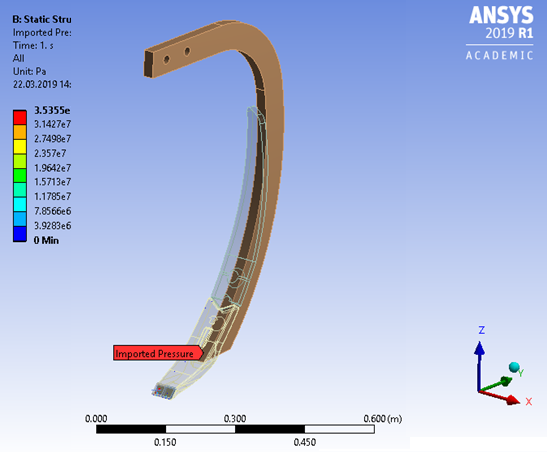 B: Static Stru
Imported Pre:
Time: 1. s
All
Unit: Pa
22.03.2019 14:
3.5355e
3.1427e7
2.7498e7
2.357e7
1.9642e7
1.5713e7
1.1785e7
7.8566e6
3.9283e6
0 Min
ANSYS
2019 R1
ACADEMIC
Imported Pressure
Z
Y
X
0.000
0.300
0.600 (m)
0.150
0.450